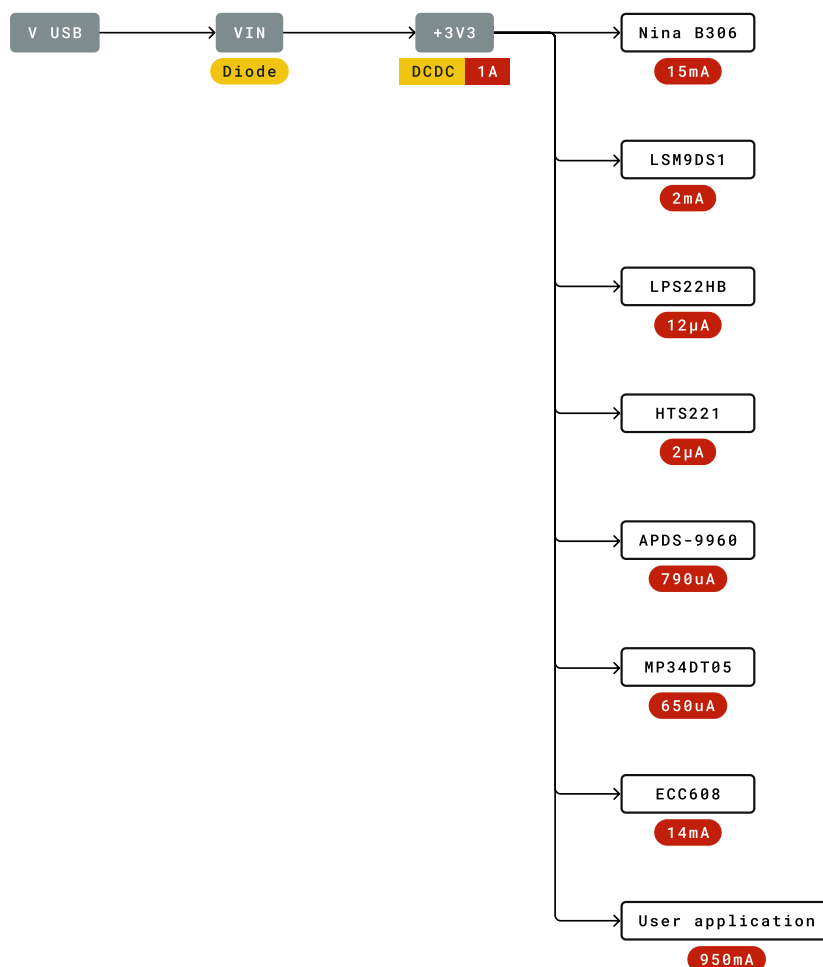 V USB
VIN
+3V3
Nina B306
Diode
DCDC 1A
15mA
LSM9DS1
2mA
LPS22HB
12µA
HTS221
2µA
APDS-9960
790uA
MP34DT05
650uA
ECC608
14mA
User application
950mA